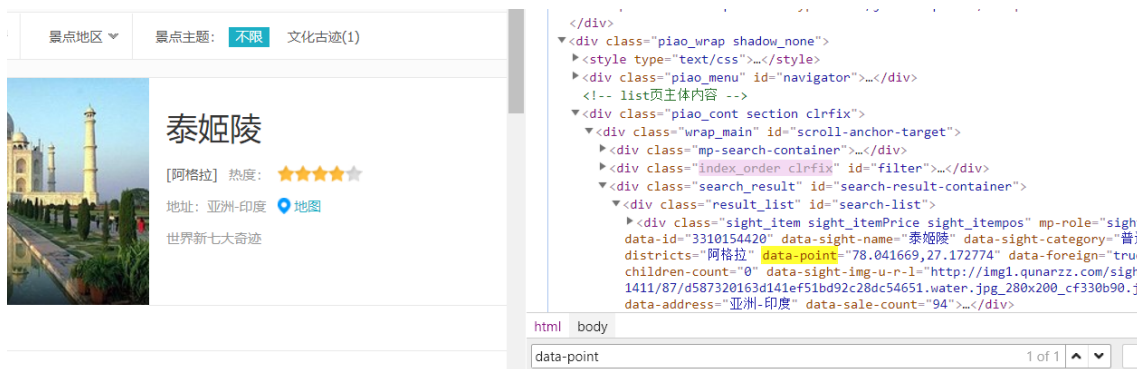 景点地区
景点主题： 不限 文化古迹(1)
泰姬陵
[阿格拉] 热度：
地址：亚洲-印度 地图
世界新七大奇迹
</div>
<div class="piao_wrap shadow_none">
<style type="text/css">…</style>
<div class="piao_menu" id="navigator">…</div>
<!-- list页主体内容 -->
<div class="piao_cont section clrfix">
<div class="wrap_main" id="scroll-anchor-target">
<div class="mp-search-container">…</div>
<div class="index_order clrfix" id="filter">…</div>
<div class="search_result" id="search-result-container">
<div class="result_list" id="search-list">
<div class="sight_item sight_itemPrice sight_itempos" mp-role="sigh
data-id="3310154420" data-sight-name="泰姬陵" data-sight-category="普
districts="阿格拉" data-point="78.041669,27.172774" data-foreign="true
children-count="0" data-sight-img-u-r-l="http://img1.qunarzz.com/sigh
1411/87/d587320163d141ef51bd92c28dc54651.water.jpg_280x200_cf330b90.j
data-address="亚洲-印度" data-sale-count="94">…</div>
html body
data-point 1 of 1